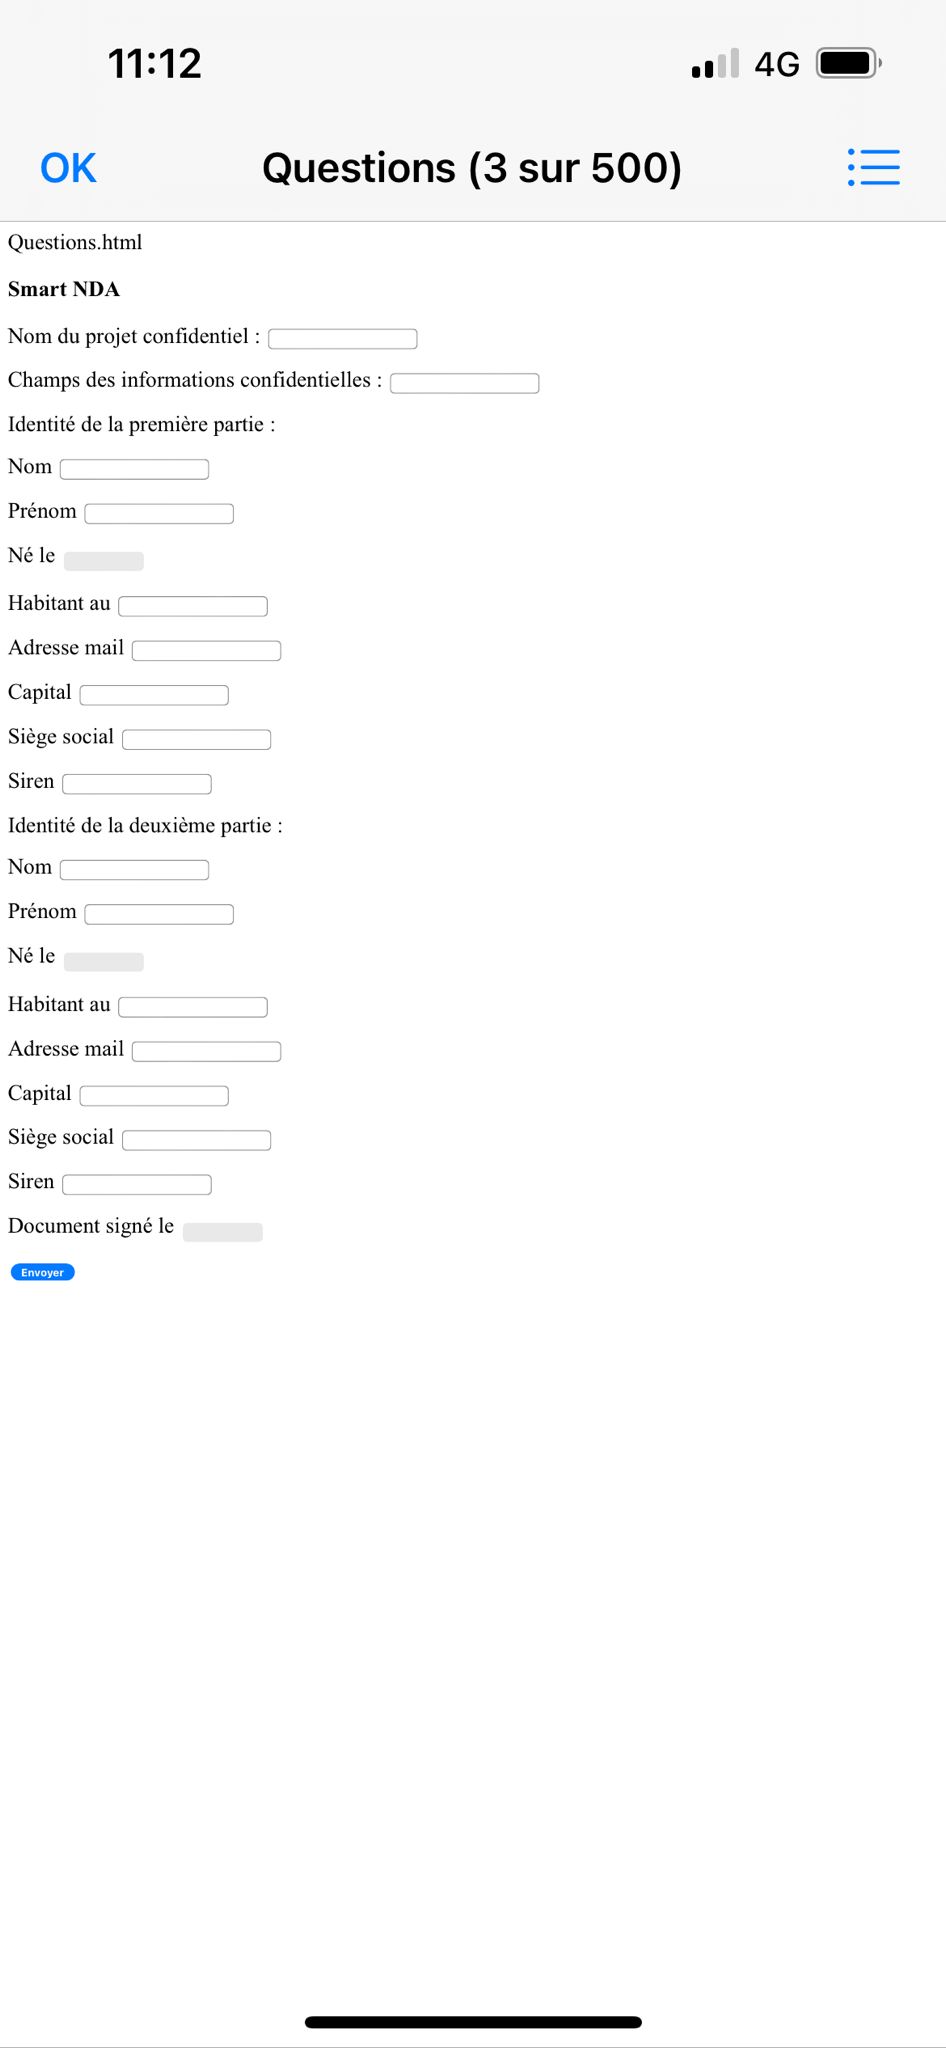 11:12
4G
OK
Questions (3 sur 500)
Questions.html
Smart NDA
Nom du projet confidentiel :
Champs des informations confidentielles :
Identité de la première partie :
Nom
Prénom
Né le
Habitant au
Adresse mail
Capital
Siège social
Siren
Identité de la deuxième partie :
Nom
Prénom
Né le
Habitant au
Adresse mail
Capital
Siège social
Siren
Document signé le
Envoyer